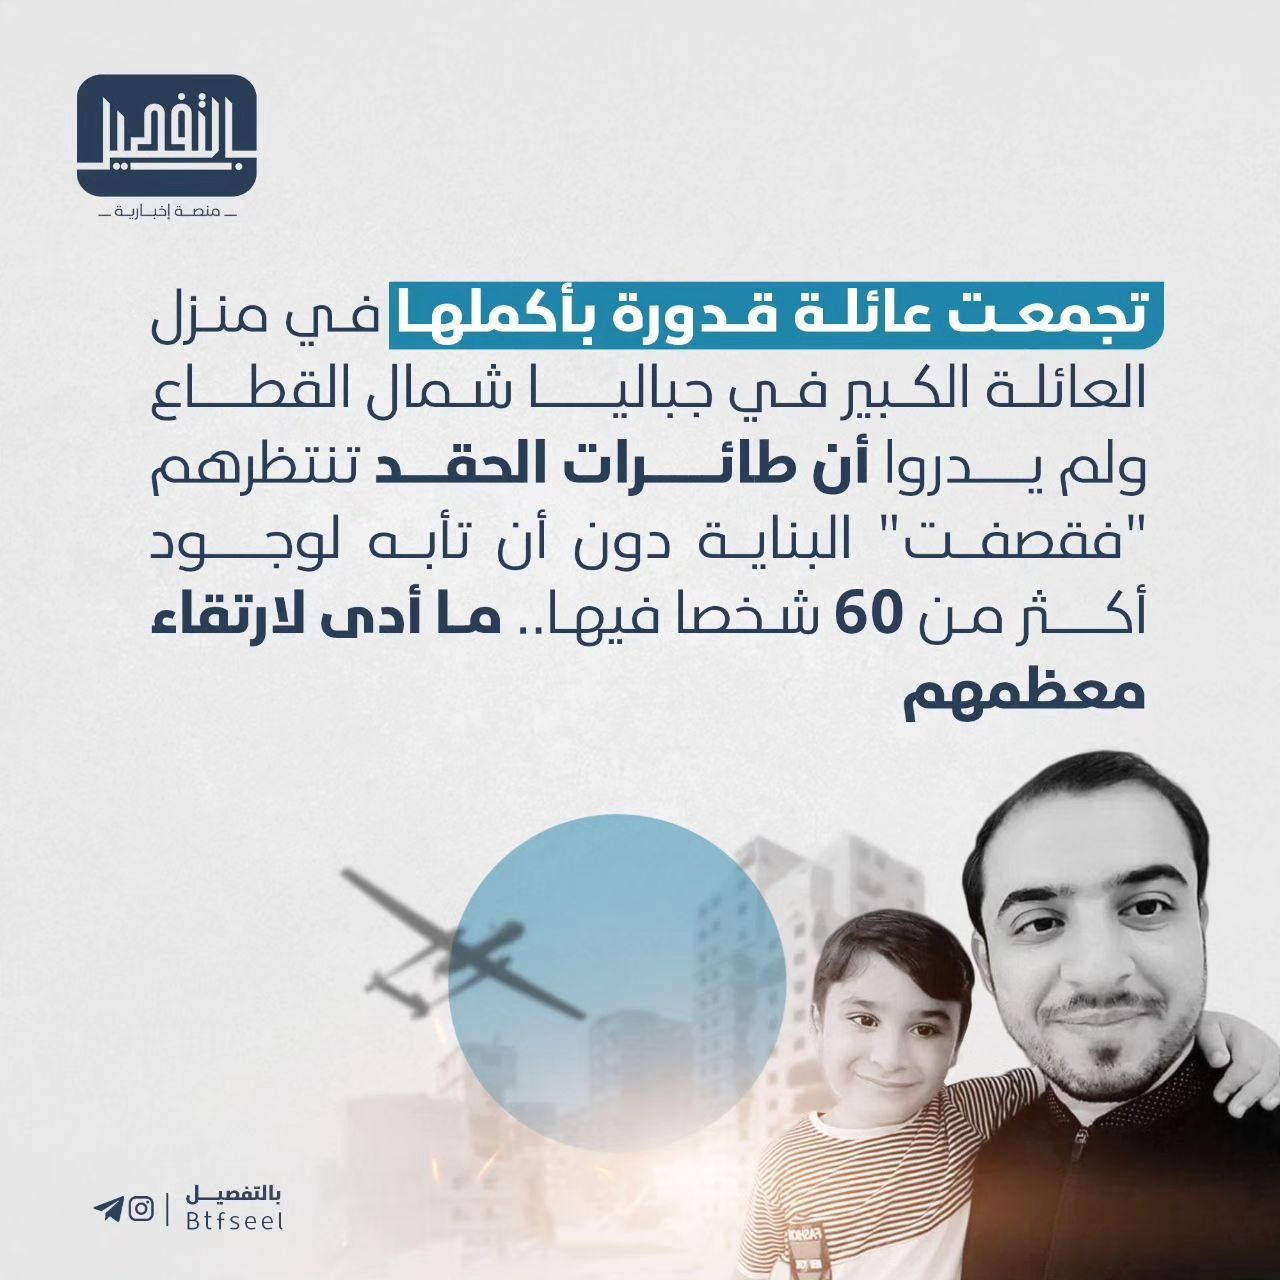 بالتفصيل
منصة إخبارية
تجمعت عائلة قدورة بأكملها في منزل
العائلة الكبير في جباليا شمال القطاع
ولم يدروا أن طائرات الحقد تنتظرهم
"فقصفت" البناية دون أن تأبه لوجود
أكثر من 60 شخصا فيها.. ما أدى لارتقاء
معظمهم
FASHION
بالتفصيل
Btfseel